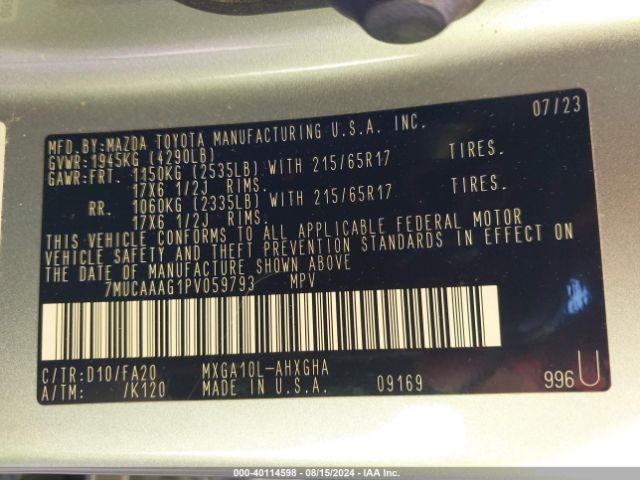 07/23
MFD.BY:MAZDA TOYOTA MANUFACTURING U.S.A. INC.
GVWR:1945KG (4290LB)
GAWR:FRT. 1150KG (2535LB) WITH 215/65R17 TIRES.
17X6 1/2J RIMS.
RR. 1060KG (2335LB) WITH 215/65R17 TIRES.
17X6 1/2J RIMS.
THIS VEHICLE CONFORMS TO ALL APPLICABLE FEDERAL MOTOR
VEHICLE SAFETY AND THEFT PREVENTION STANDARDS IN EFFECT ON
THE DATE OF MANUFACTURE SHOWN ABOVE
7MUCAAAG1PV059793 MPV
C/TR:D10/FA20 MXGA10L-AHXGHA
A/TM: /K120 MADE IN U.S.A. 09169 996U
000-40114598 - 08/15/2024 - IAA Inc.